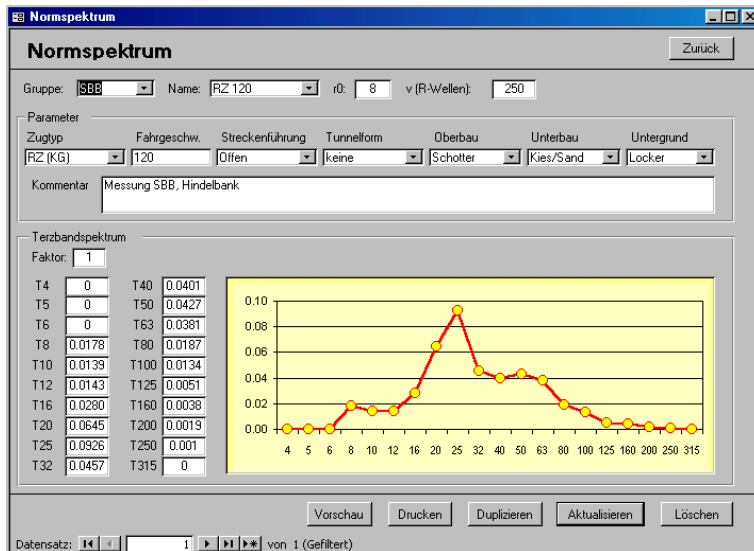 Normspektrum
Normspektrum Zurück
Gruppe: SBB Name: RZ 120 r0: 8 v (R-Wellen): 250
Parameter
Zugtyp Fahrgeschw. Streckenführung Tunnelform Oberbau Unterbau Untergrund
RZ (KG) 120 Offen keine Schotter Kies/Sand Locker
Kommentar Messung SBB, Hindelbank
Terzbandspektrum
Faktor: 1
T4 0 T40 0.0401
T5 0 T50 0.0427
T6 0 T63 0.0381
T8 0.0178 T80 0.0187
T10 0.0139 T100 0.0134
T12 0.0143 T125 0.0051
T16 0.0280 T160 0.0038
T20 0.0645 T200 0.0019
T25 0.0926 T250 0.001
T32 0.0457 T315 0
0.10
0.08
0.06
0.04
0.02
0.00
4 5 6 8 10 12 16 20 25 32 40 50 63 80 100 125 160 200 250 315
Vorschau Drucken Duplizieren Aktualisieren Löschen
Datensatz: 1 von 1 (Gefiltert)